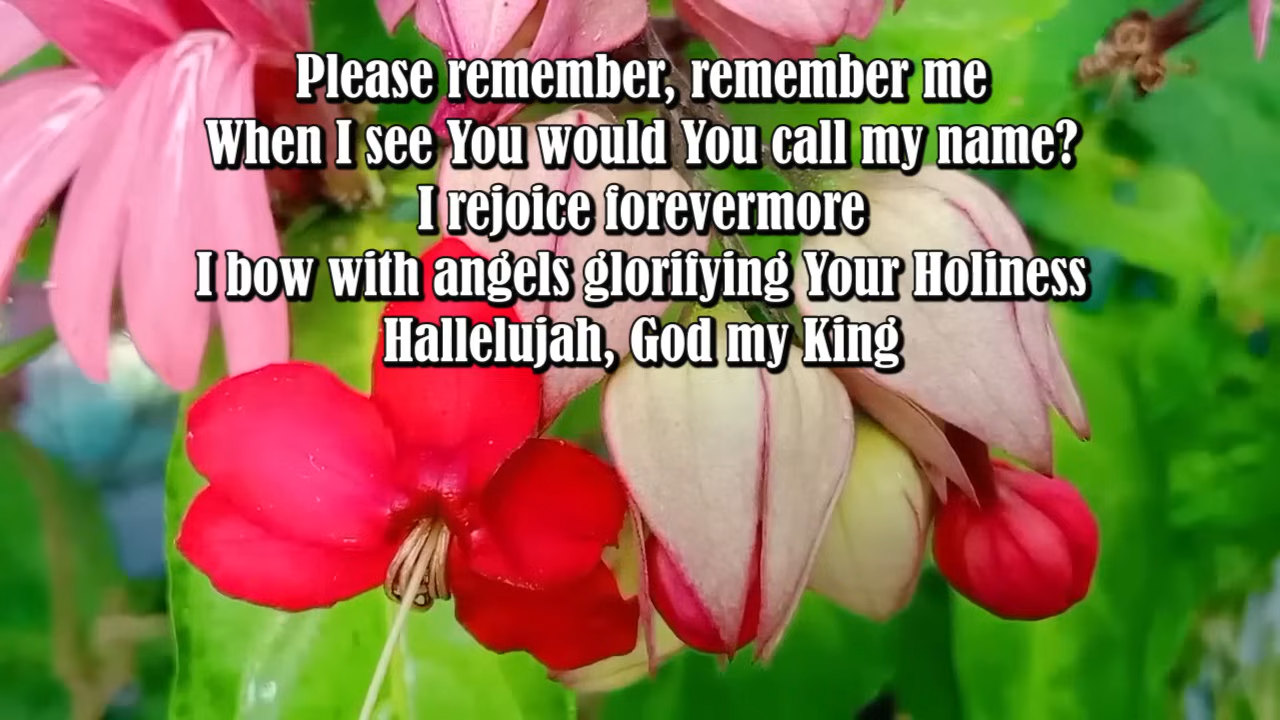 Please remember, remember me
When I see You would You call my name?
I rejoice forevermore
I bow with angels glorifying Your Holiness
Hallelujah, God my King